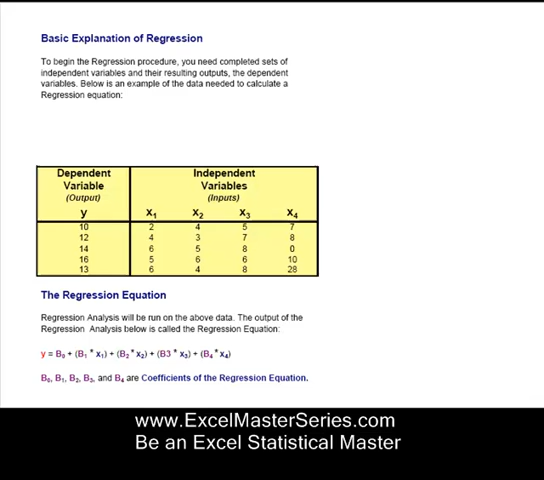 Basic Explanation of Regression
To begin the Regression procedure, you need completed sets of
independent variables and their resulting outputs, the dependent
variables. Below is an example of the data needed to calculate a
Regression equation:
Dependent Independent
Variable Variables
(Output) (Inputs)
y x₁ x₂ x₃ x₄
10 2 4 5 7
12 4 3 7 8
14 6 5 8 0
16 5 6 6 10
13 6 4 8 28
The Regression Equation
Regression Analysis will be run on the above data. The output of the
Regression Analysis below is called the Regression Equation:
y = B₀ + (B₁ * x₁) + (B₂ * x₂) + (B3 * x₃) + (B₄ * x₄)
B₀, B₁, B₂, B₃, and B₄ are Coefficients of the Regression Equation.
www.ExcelMasterSeries.com
Be an Excel Statistical Master